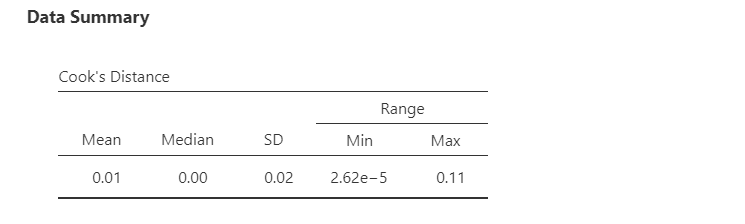 Data Summary
Cook's Distance
Range
Mean Median SD Min Max
0.01 0.00 0.02 2.62e−5 0.11